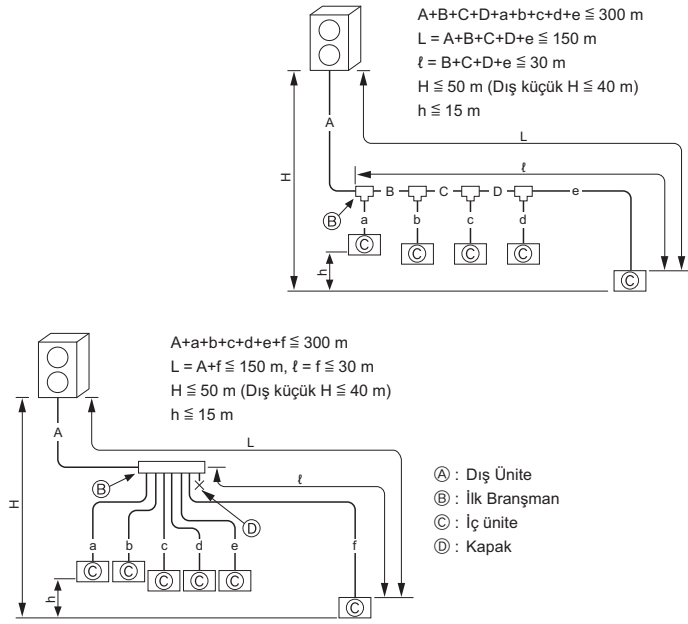 A+B+C+D+a+b+c+d+e ≦ 300 m
L = A+B+C+D+e ≦ 150 m
ℓ = B+C+D+e ≦ 30 m
H ≦ 50 m (Dış küçük H ≦ 40 m)
h ≦ 15 m
A
L
H
ℓ
B C D e
Ⓑ a b c d
Ⓒ Ⓒ Ⓒ Ⓒ
h
Ⓒ
A+a+b+c+d+e+f ≦ 300 m
L = A+f ≦ 150 m, ℓ = f ≦ 30 m
H ≦ 50 m (Dış küçük H ≦ 40 m)
h ≦ 15 m
A
L
H
ℓ
Ⓑ
Ⓓ
a b c d e f
Ⓒ Ⓒ Ⓒ Ⓒ Ⓒ
h
Ⓒ
Ⓐ : Dış Ünite
Ⓑ : İlk Branşman
Ⓒ : İç ünite
Ⓓ : Kapak